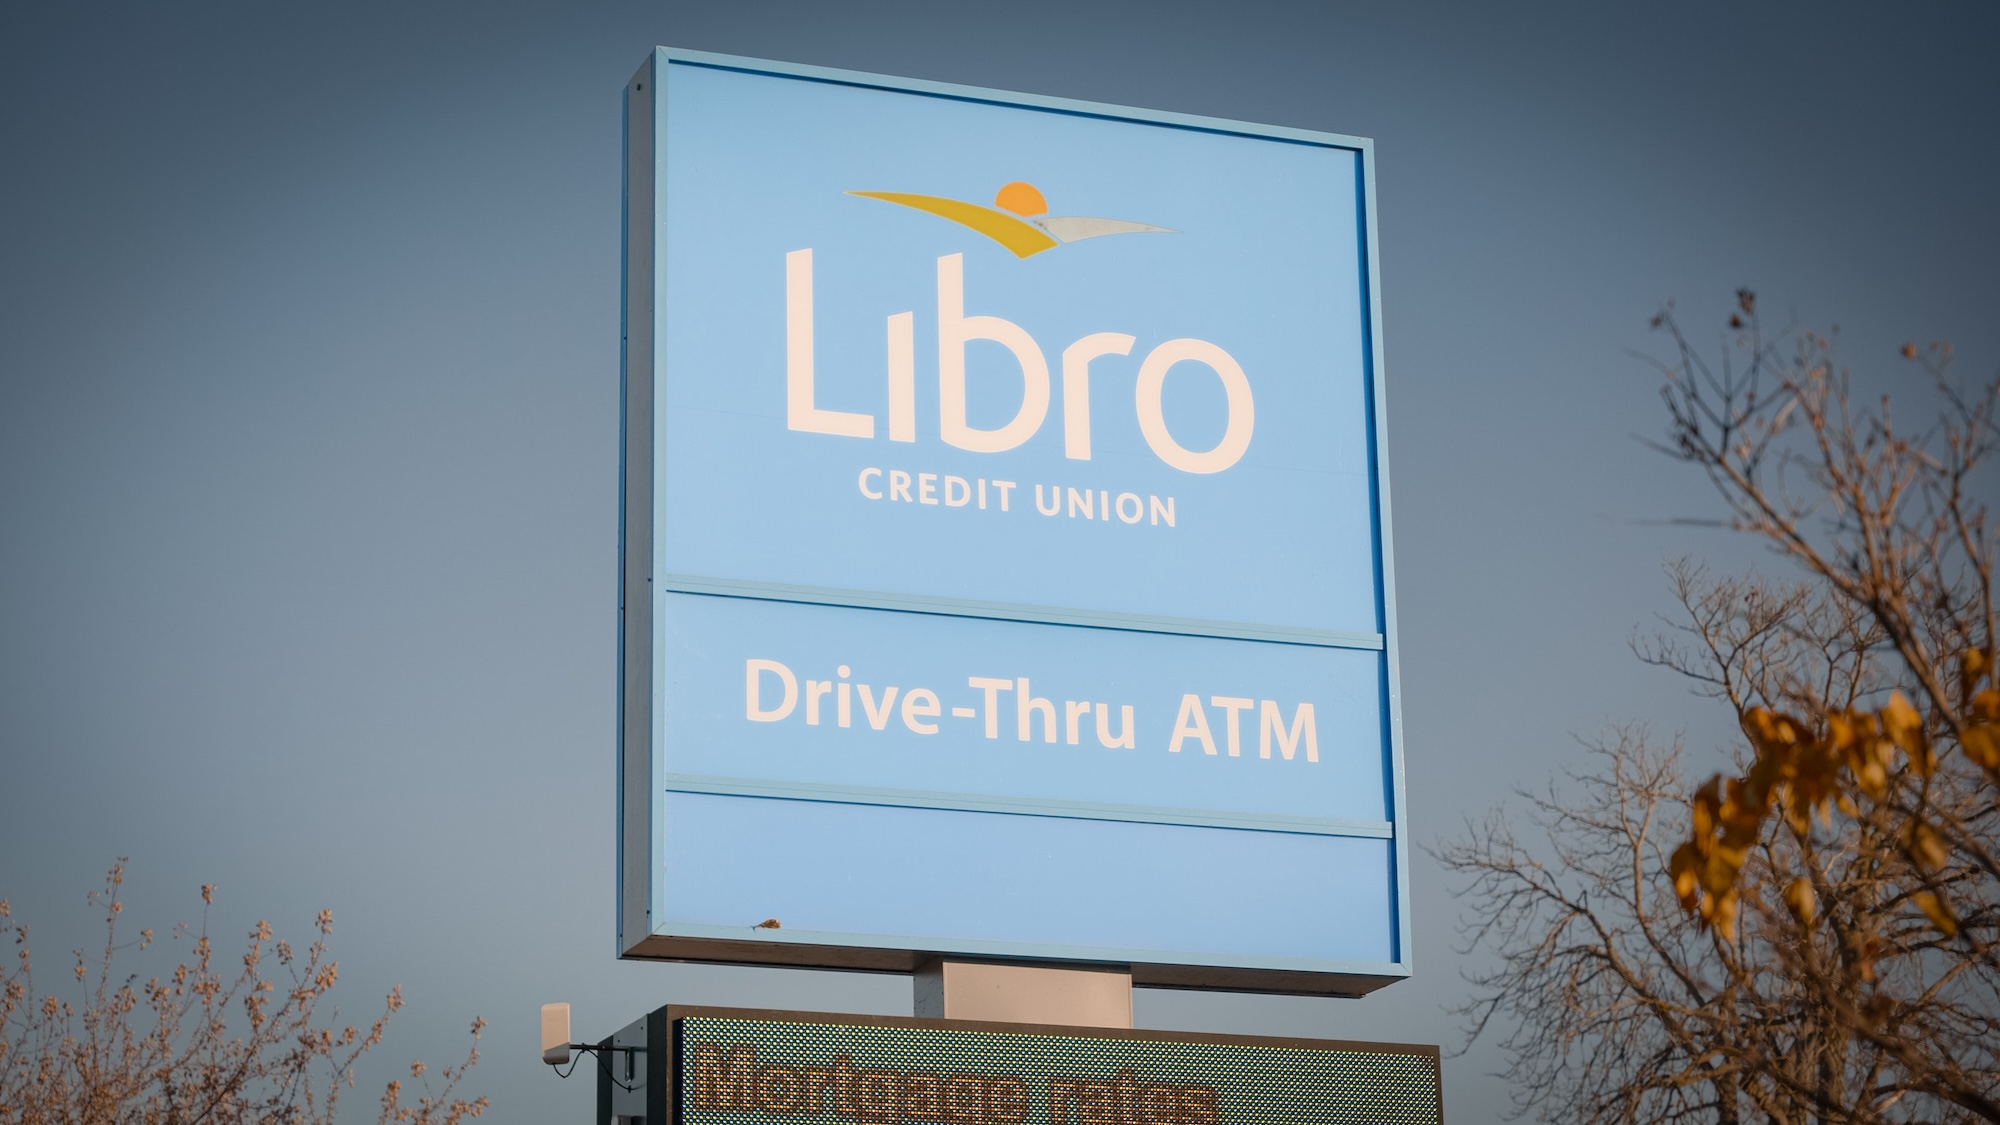 Libro
CREDIT UNION
Drive-Thru ATM
Mortgage rates